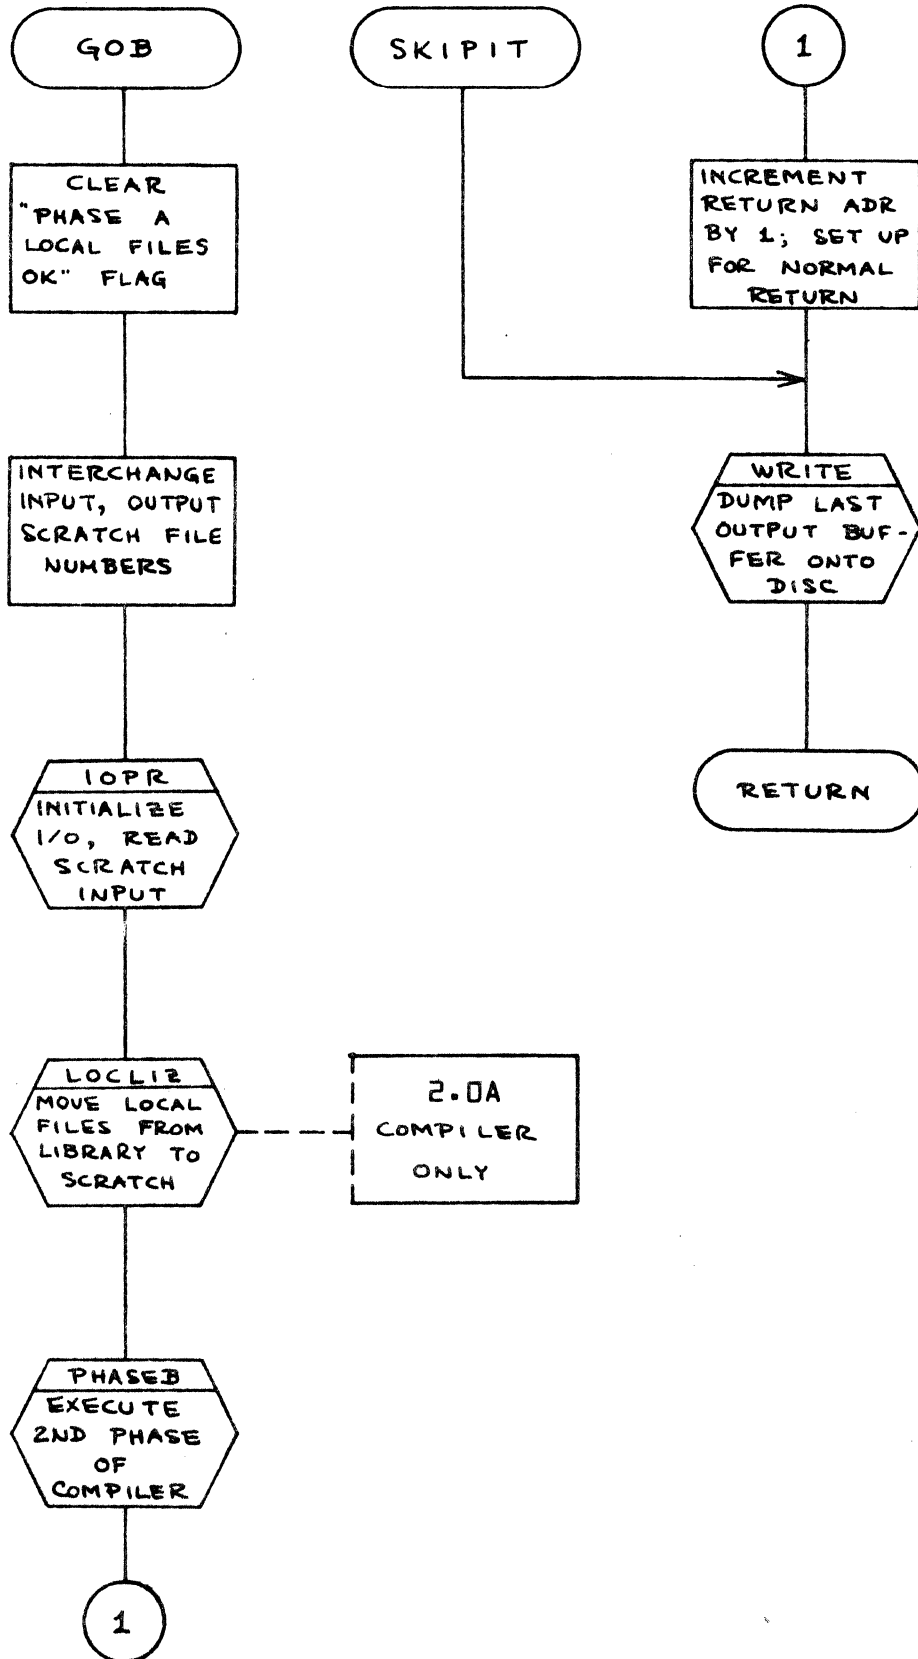 GOB
CLEAR
"PHASE A
LOCAL FILES
OK" FLAG
INTERCHANGE
INPUT, OUTPUT
SCRATCH FILE
NUMBERS
IOPR
INITIALIZE
I/O, READ
SCRATCH
INPUT
LOCLIZ
MOVE LOCAL
FILES FROM
LIBRARY TO
SCRATCH
2.0A
COMPILER
ONLY
PHASEB
EXECUTE
2ND PHASE
OF
COMPILER
1
SKIPIT
1
INCREMENT
RETURN ADR
BY 1; SET UP
FOR NORMAL
RETURN
WRITE
DUMP LAST
OUTPUT BUF-
FER ONTO
DISC
RETURN